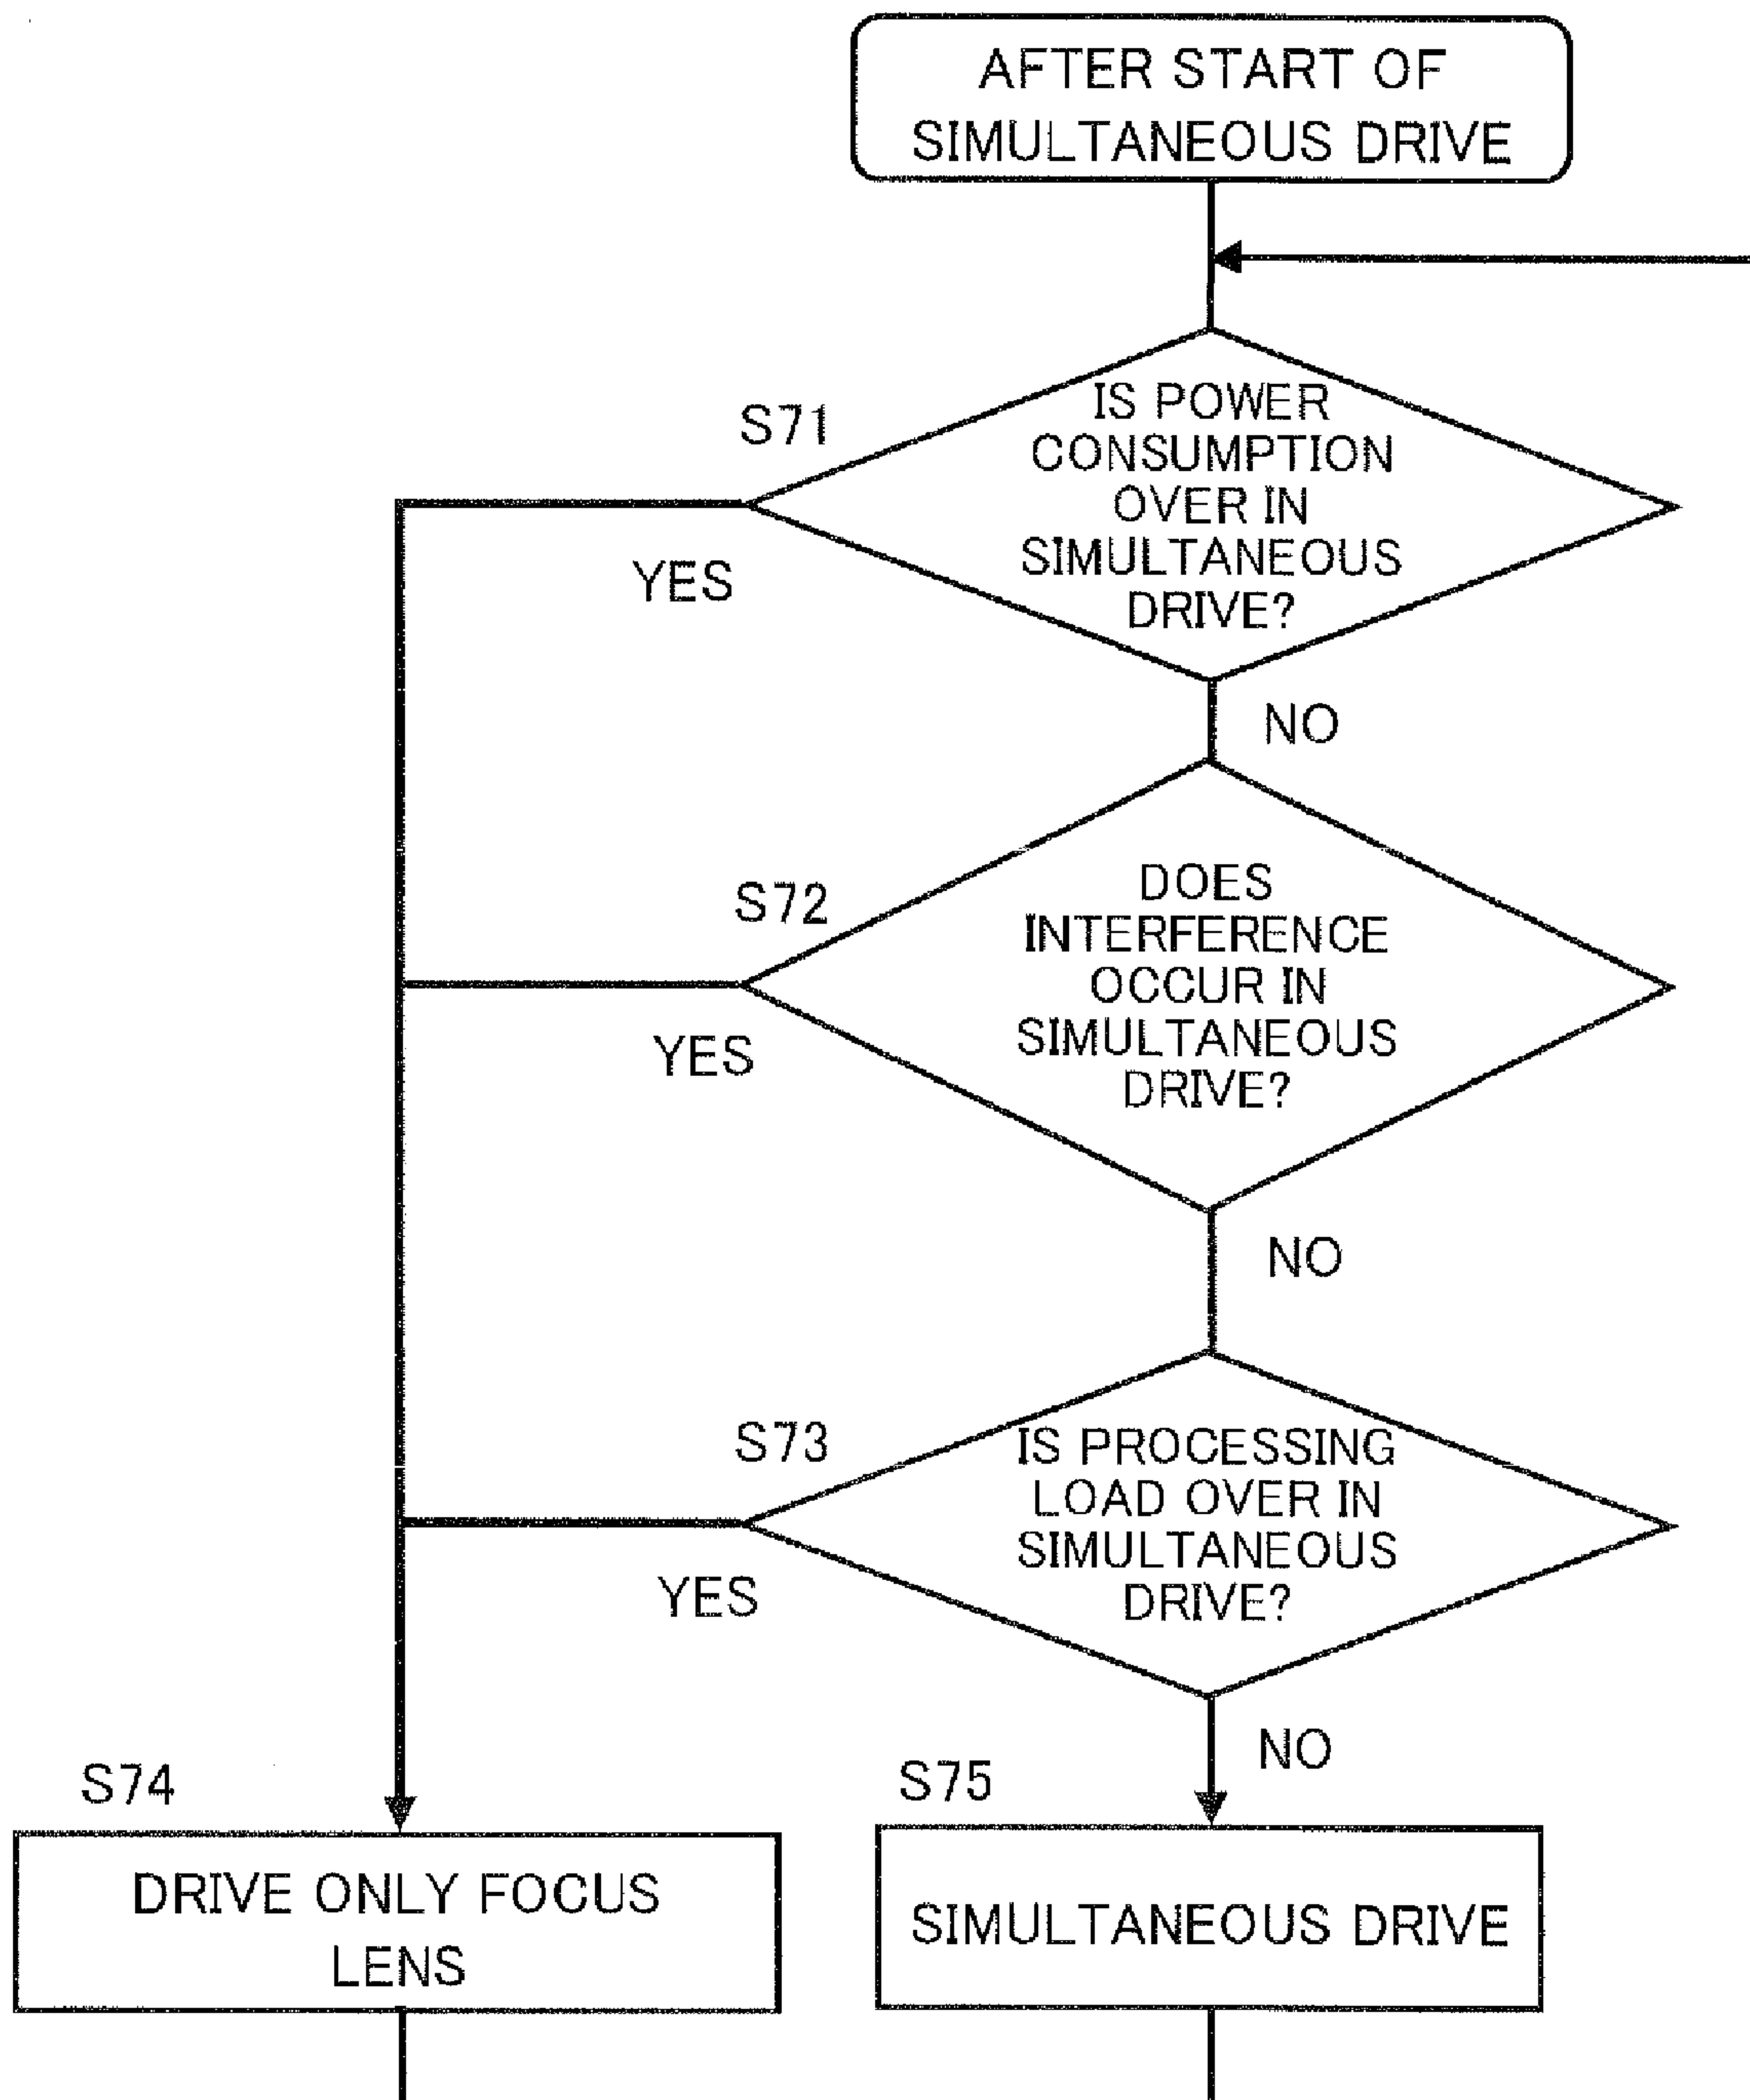 AFTER START OF
SIMULTANEOUS DRIVE
S71
IS POWER
CONSUMPTION
OVER IN
SIMULTANEOUS
DRIVE?
YES
NO
S72
DOES
INTERFERENCE
OCCUR IN
SIMULTANEOUS
DRIVE?
YES
NO
S73
IS PROCESSING
LOAD OVER IN
SIMULTANEOUS
DRIVE?
YES
NO
S74
DRIVE ONLY FOCUS
LENS
S75
SIMULTANEOUS DRIVE